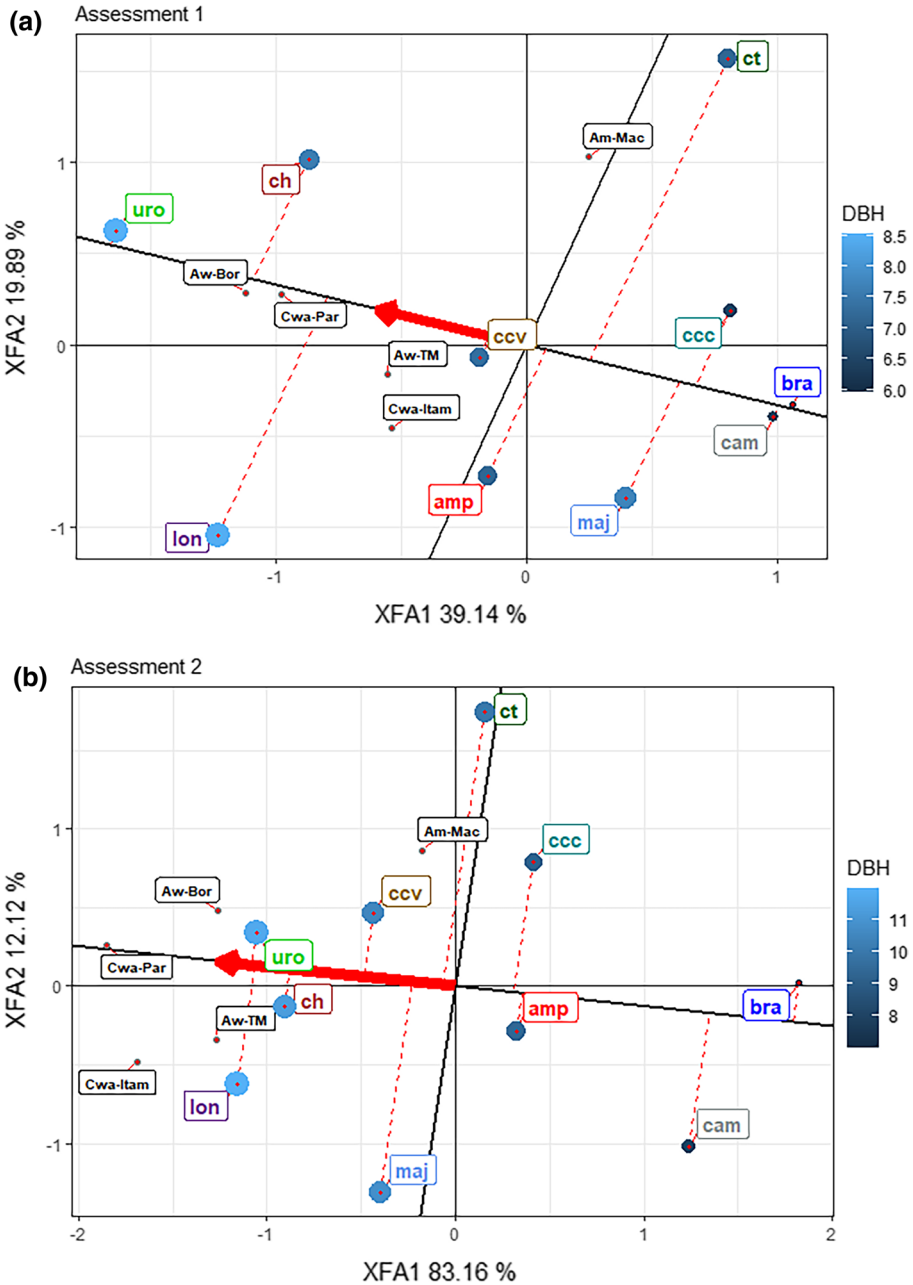 (a)
Assessment 1
ct
Am-Mac
ch
uro
DBH
8.5
8.0
7.5
7.0
6.5
6.0
1
0
-1
XFA2 19.89 %
Aw-Bor
Cwa-Par
ccv
ccc
Aw-TM
bra
Cwa-Itam
cam
amp
maj
lon
-1
0
1
XFA1 39.14 %
(b)
Assessment 2
ct
Am-Mac
ccc
DBH
11
10
9
8
1
0
-1
XFA2 12.12 %
Aw-Bor
ccv
uro
Cwa-Par
ch
amp
bra
Aw-TM
Cwa-Itam
lon
cam
maj
-2
-1
0
1
2
XFA1 83.16 %